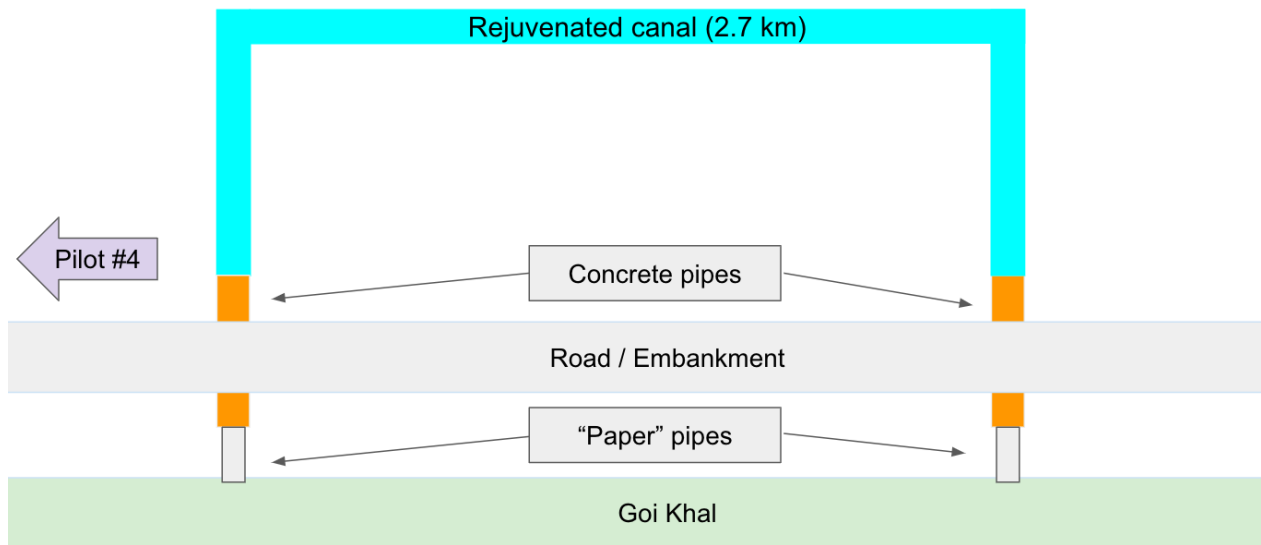 Rejuvenated canal (2.7 km)
Pilot #4
Concrete pipes
Road / Embankment
“Paper” pipes
Goi Khal